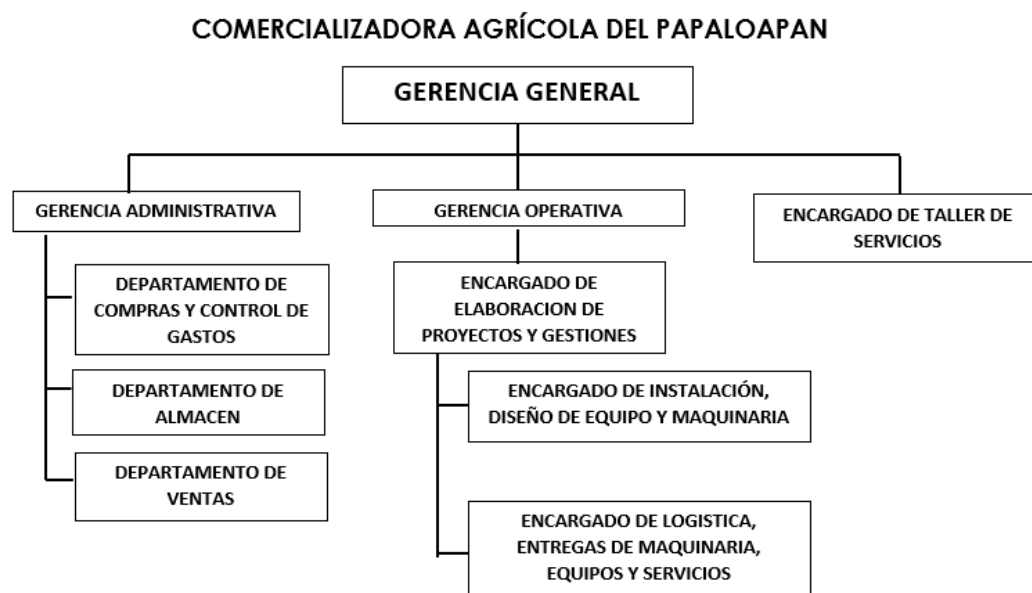 COMERCIALIZADORA AGRÍCOLA DEL PAPALOAPAN
GERENCIA GENERAL
GERENCIA ADMINISTRATIVA
GERENCIA OPERATIVA
ENCARGADO DE TALLER DE
SERVICIOS
DEPARTAMENTO DE
COMPRAS Y CONTROL DE
GASTOS
DEPARTAMENTO DE
ALMACEN
DEPARTAMENTO DE
VENTAS
ENCARGADO DE
ELABORACION DE
PROYECTOS Y GESTIONES
ENCARGADO DE INSTALACIÓN,
DISEÑO DE EQUIPO Y MAQUINARIA
ENCARGADO DE LOGISTICA,
ENTREGAS DE MAQUINARIA,
EQUIPOS Y SERVICIOS